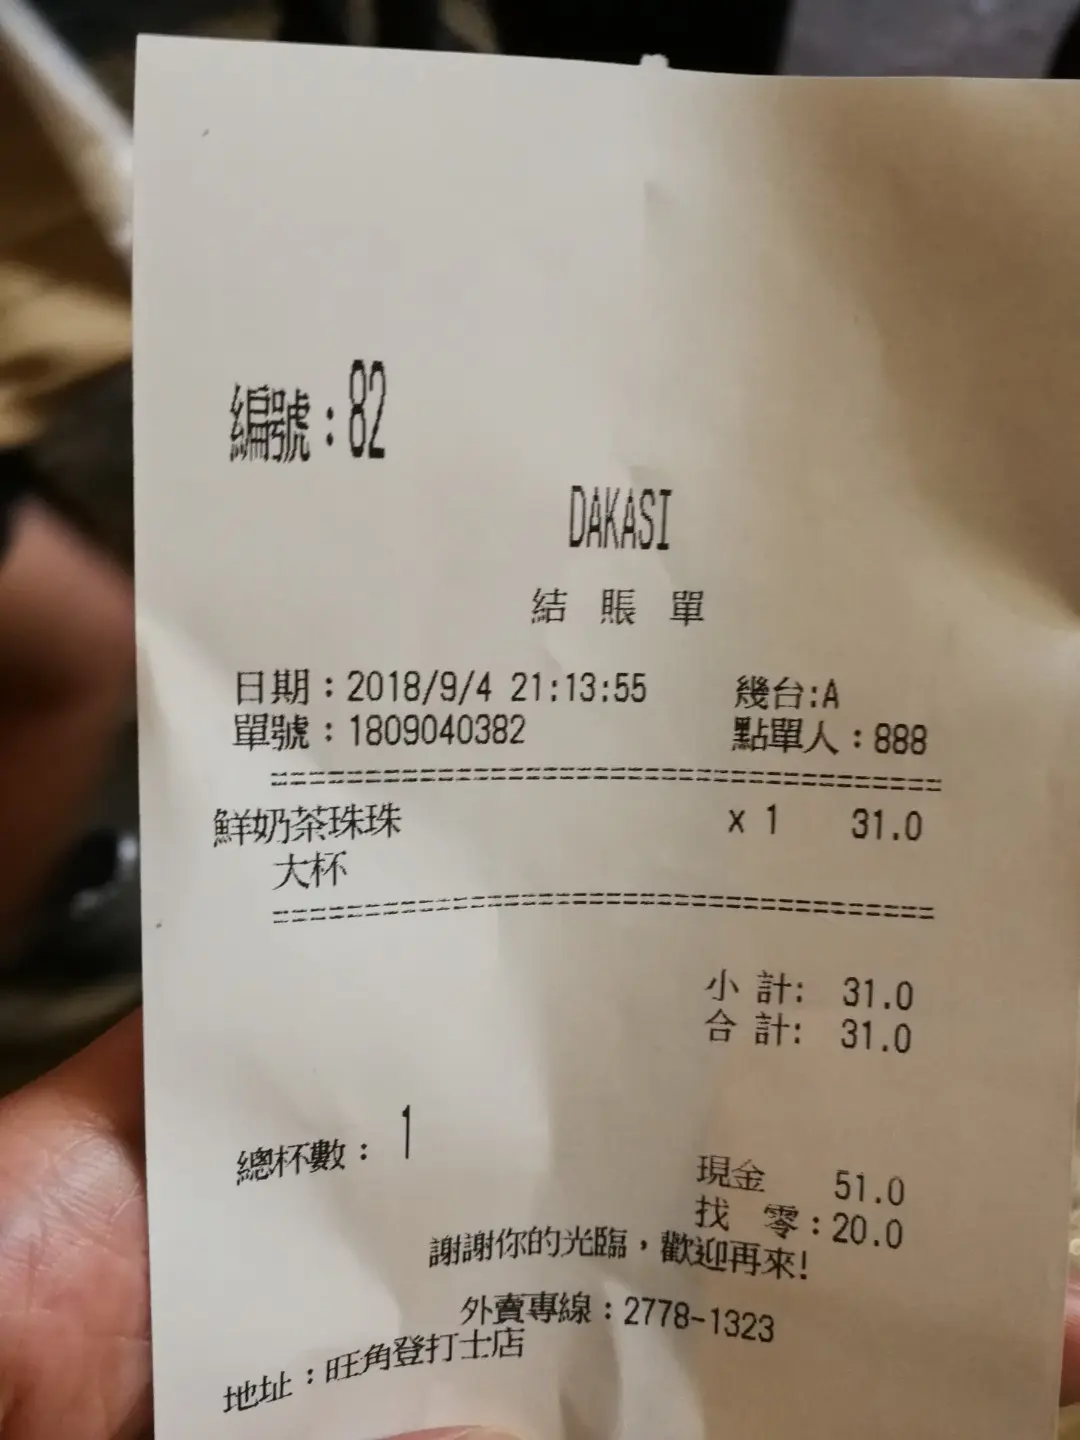 編號：82
DAKASI
結 賬 單
日期：2018/9/4 21:13:55 幾台:A
單號：1809040382 點單人：888
=====================================
鮮奶茶珠珠 x 1 31.0
大杯
=====================================
小 計: 31.0
合 計: 31.0
總杯數： 1
現金 51.0
找 零：20.0
謝謝你的光臨，歡迎再來!
外賣專線：2778-1323
地址：旺角登打士店